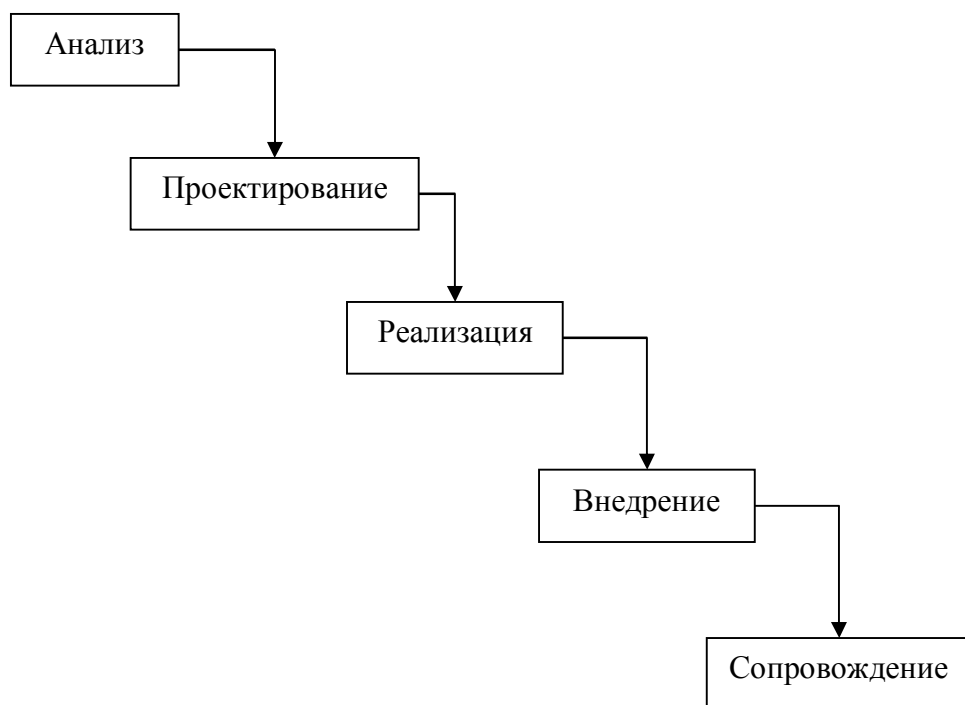 Анализ
Проектирование
Реализация
Внедрение
Сопровождение